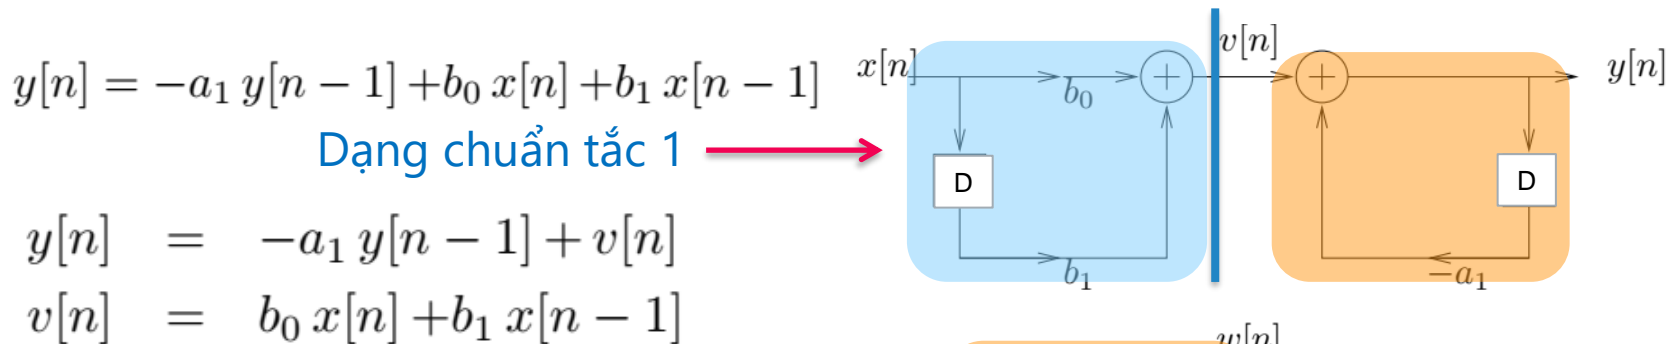 y[n] = −a₁ y[n − 1] +b₀ x[n] +b₁ x[n − 1]
Dạng chuẩn tắc 1
y[n] = −a₁ y[n − 1] + v[n]
v[n] = b₀ x[n] +b₁ x[n − 1]
x[n]
b₀
+
v[n]
+
y[n]
D
D
b₁
−a₁
w[n]